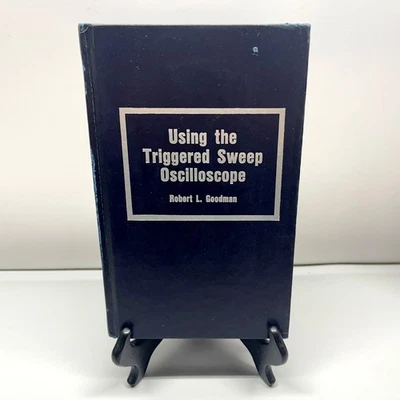 Using the
Triggered Sweep
Oscilloscope
Robert L. Goodman